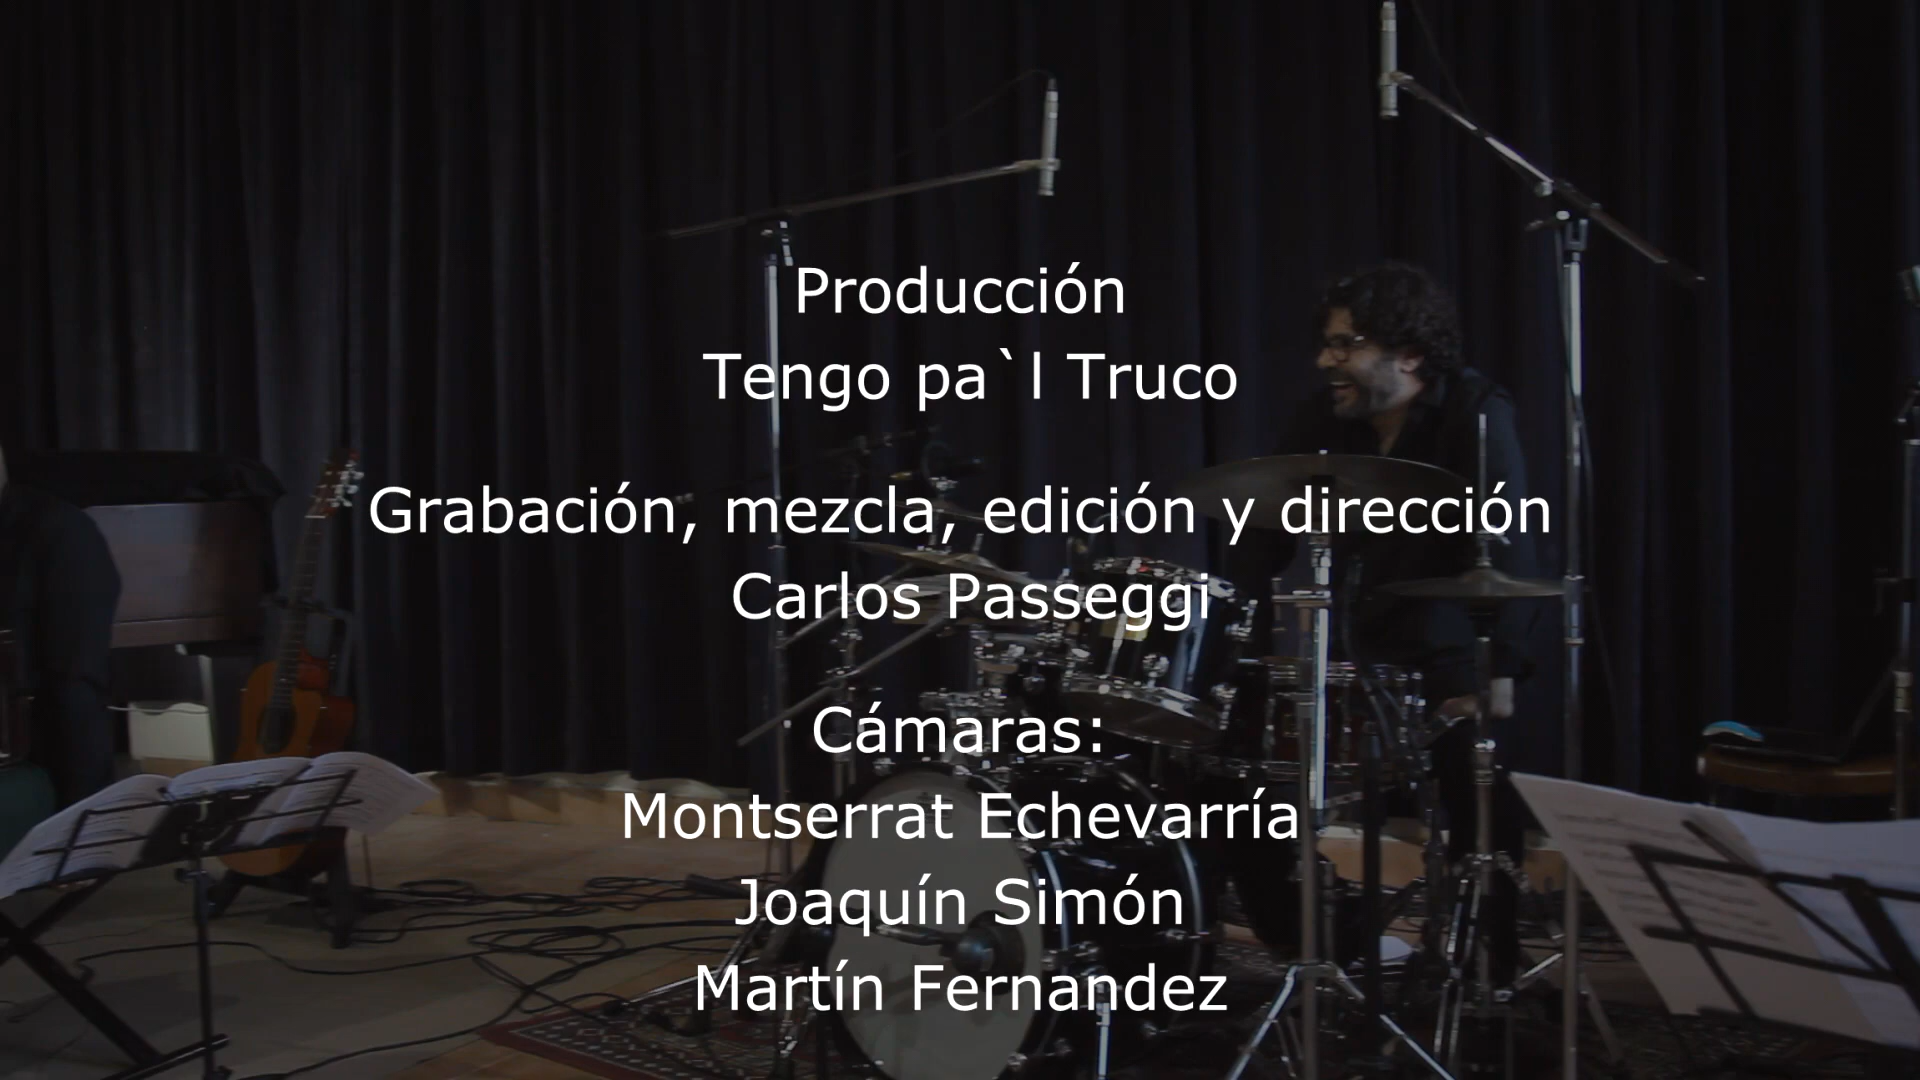 Producción
Tengo pa`l Truco
Grabación, mezcla, edición y dirección
Carlos Passeggi
Cámaras:
Montserrat Echevarría
Joaquín Simón
Martín Fernandez